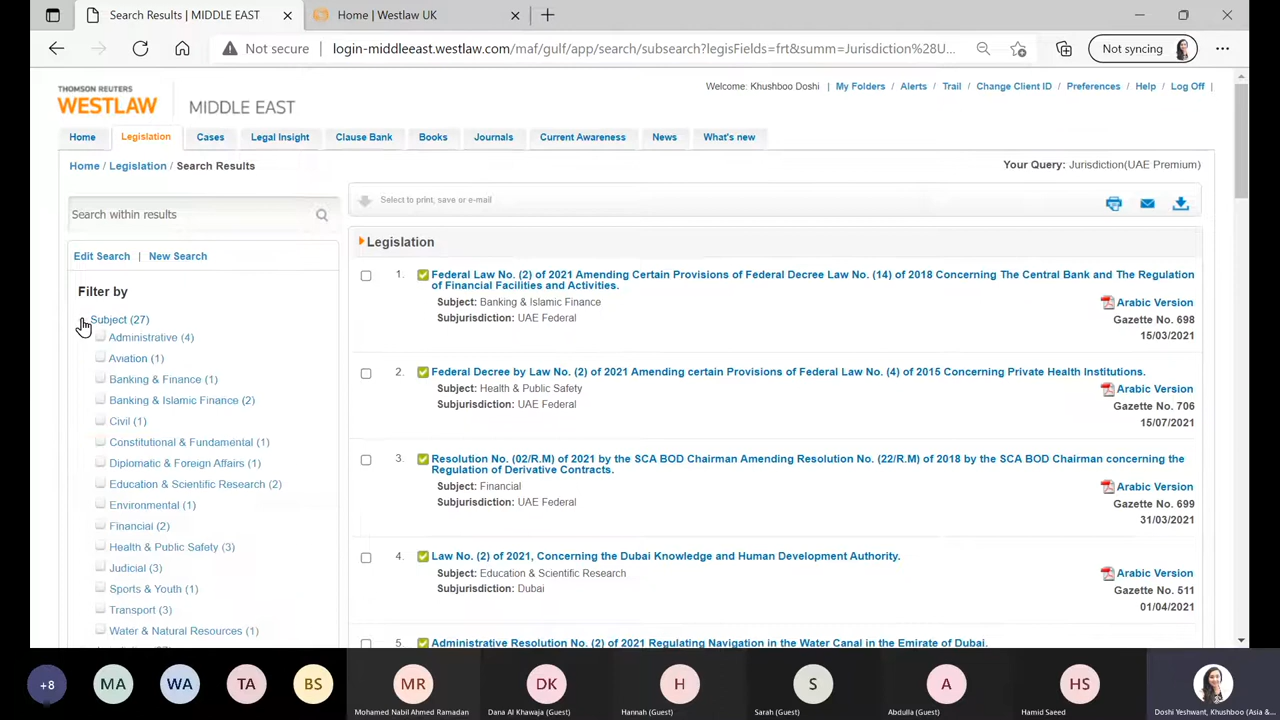 Search Results | MIDDLE EAST
Home | Westlaw UK
Not secure
login-middleeast.westlaw.com/maf/gulf/app/search/subsearch?legisFields=frt&summ=Jurisdiction%28U...
Not syncing
THOMSON REUTERS
WESTLAW
MIDDLE EAST
Welcome: Khushboo Doshi | My Folders / Alerts / Trail / Change Client ID / Preferences / Help / Log Off |
Home
Legislation
Cases
Legal Insight
Clause Bank
Books
Journals
Current Awareness
News
What's new
Home / Legislation / Search Results
Your Query: Jurisdiction(UAE Premium)
Search within results
Select to print, save or e-mail
Edit Search | New Search
Filter by
Subject (27)
Administrative (4)
Aviation (1)
Banking & Finance (1)
Banking & Islamic Finance (2)
Civil (1)
Constitutional & Fundamental (1)
Diplomatic & Foreign Affairs (1)
Education & Scientific Research (2)
Environmental (1)
Financial (2)
Health & Public Safety (3)
Judicial (3)
Sports & Youth (1)
Transport (3)
Water & Natural Resources (1)
Legislation
1. Federal Law No. (2) of 2021 Amending Certain Provisions of Federal Decree Law No. (14) of 2018 Concerning The Central Bank and The Regulation
of Financial Facilities and Activities.
Subject: Banking & Islamic Finance
Subjurisdiction: UAE Federal
Arabic Version
Gazette No. 698
15/03/2021
2. Federal Decree by Law No. (2) of 2021 Amending certain Provisions of Federal Law No. (4) of 2015 Concerning Private Health Institutions.
Subject: Health & Public Safety
Subjurisdiction: UAE Federal
Arabic Version
Gazette No. 706
15/07/2021
3. Resolution No. (02/R.M) of 2021 by the SCA BOD Chairman Amending Resolution No. (22/R.M) of 2018 by the SCA BOD Chairman concerning the
Regulation of Derivative Contracts.
Subject: Financial
Subjurisdiction: UAE Federal
Arabic Version
Gazette No. 699
31/03/2021
4. Law No. (2) of 2021, Concerning the Dubai Knowledge and Human Development Authority.
Subject: Education & Scientific Research
Subjurisdiction: Dubai
Arabic Version
Gazette No. 511
01/04/2021
5 Administrative Resolution No. (2) of 2021 Regulating Navigation in the Water Canal in the Emirate of Dubai.
+8
MA
WA
TA
BS
MR
DK
H
S
A
HS
Mohamed Nabil Ahmed Ramadan
Dana Al Khawaja (Guest)
Hannah (Guest)
Sarah (Guest)
Abdulla (Guest)
Hamid Saeed
Doshi Yeshwant, Khushboo (Asia &...